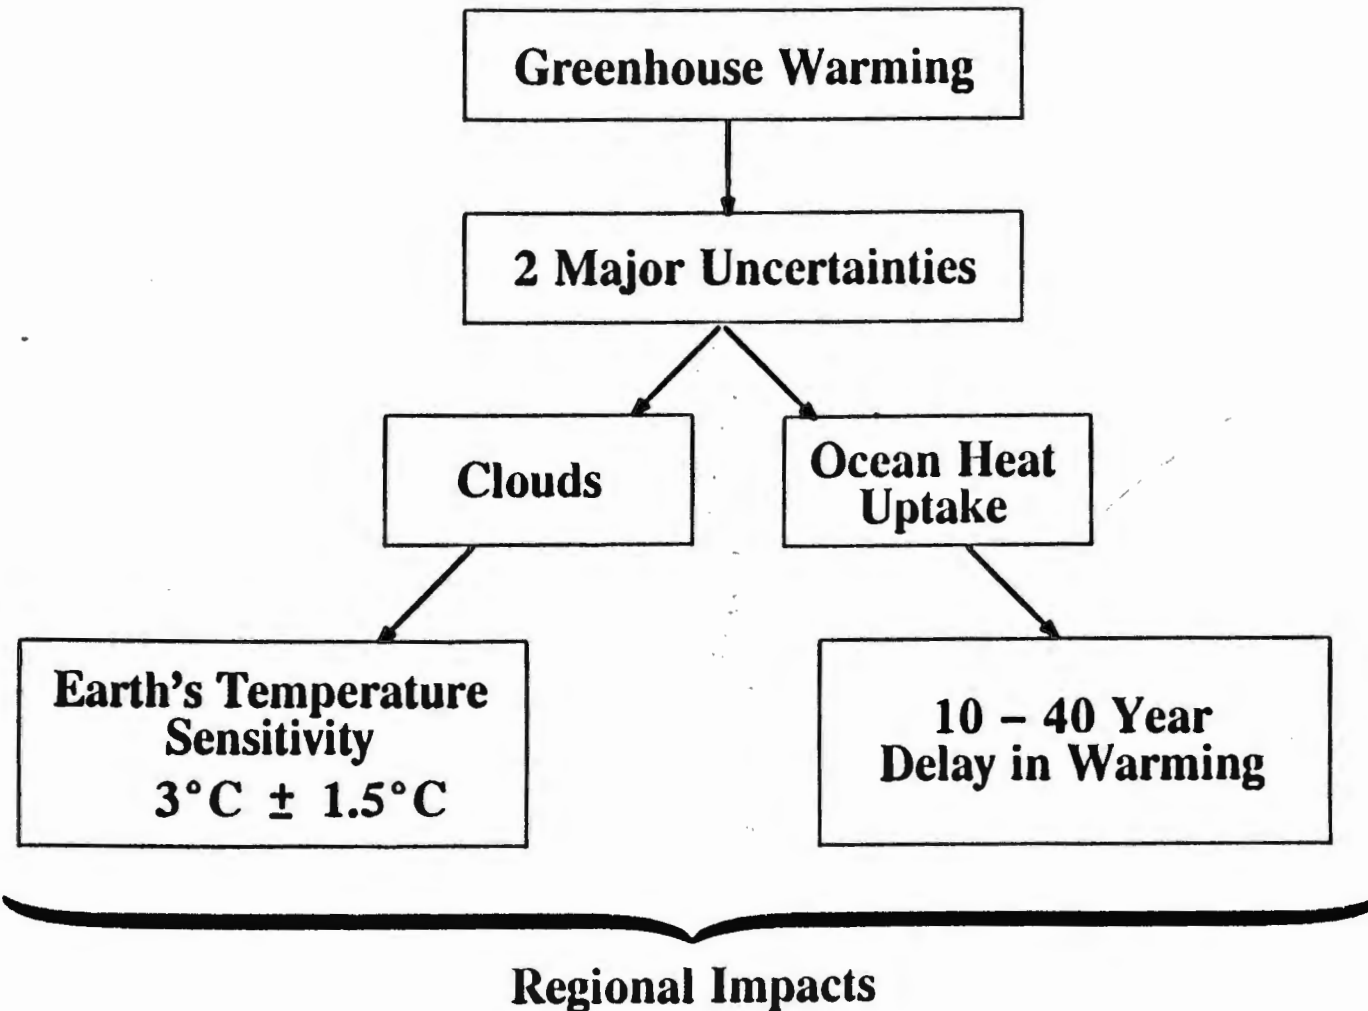 Greenhouse Warming
2 Major Uncertainties
Clouds
Ocean Heat
Uptake
Earth's Temperature
Sensitivity
3°C ± 1.5°C
10 – 40 Year
Delay in Warming
Regional Impacts